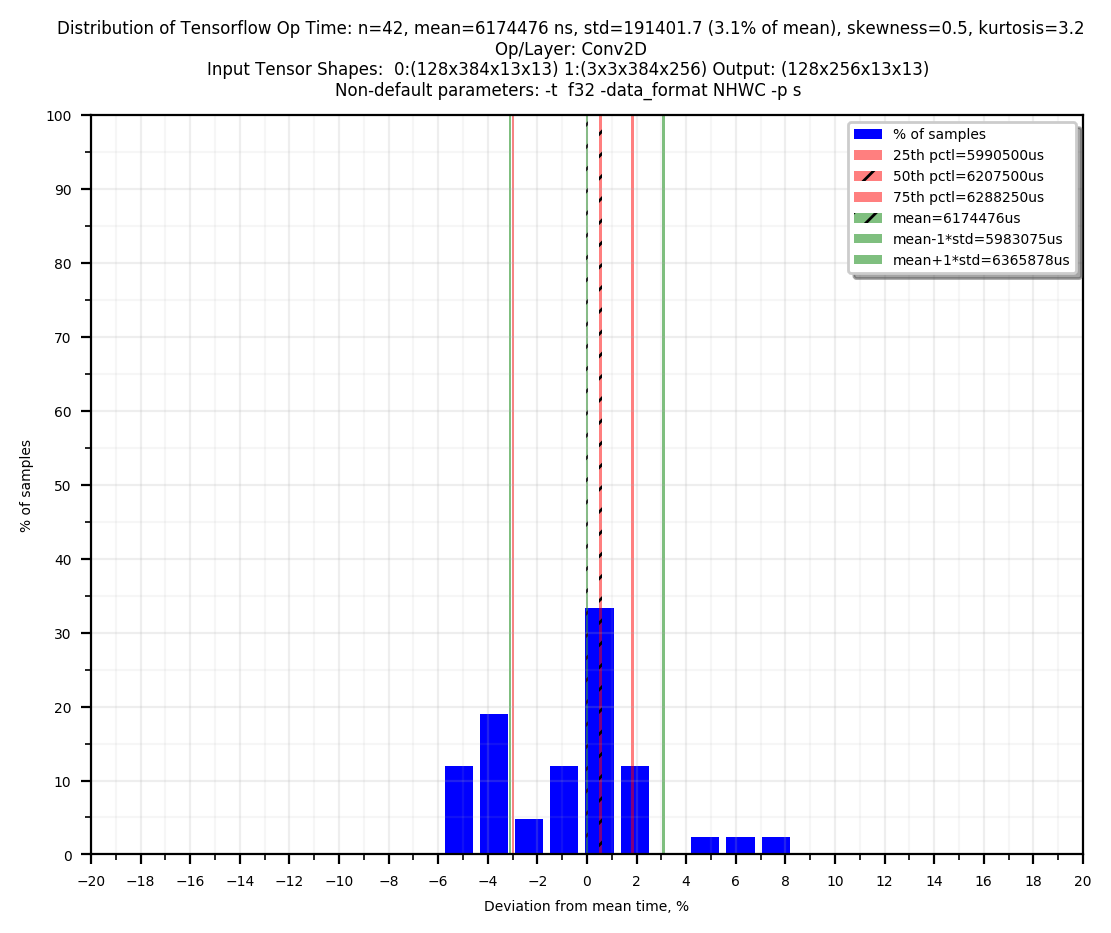 Distribution of Tensorflow Op Time: n=42, mean=6174476 ns, std=191401.7 (3.1% of mean), skewness=0.5, kurtosis=3.2
Op/Layer: Conv2D
Input Tensor Shapes:  0:(128x384x13x13) 1:(3x3x384x256) Output: (128x256x13x13)
Non-default parameters: -t  f32 -data_format NHWC -p s
100
90
80
70
60
50
40
30
20
10
0
% of samples
% of samples
25th pctl=5990500us
50th pctl=6207500us
75th pctl=6288250us
mean=6174476us
mean-1*std=5983075us
mean+1*std=6365878us
−20 −18 −16 −14 −12 −10 −8 −6 −4 −2 0 2 4 6 8 10 12 14 16 18 20
Deviation from mean time, %